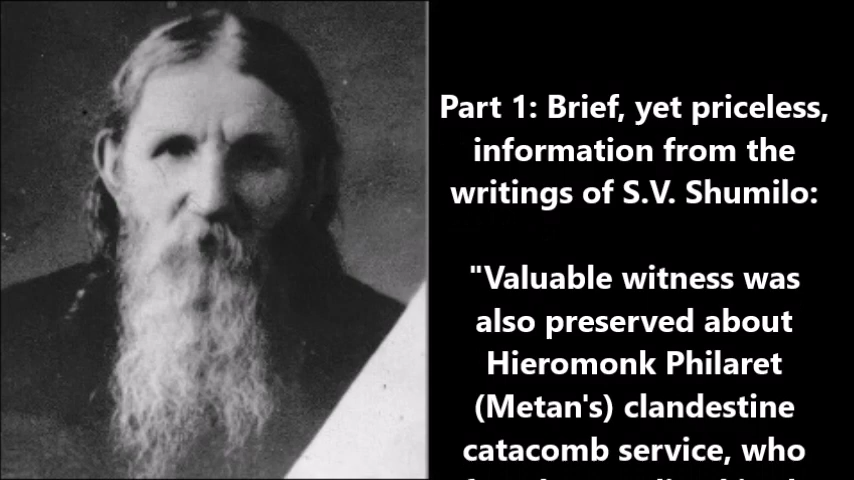 Part 1: Brief, yet priceless,
information from the
writings of S.V. Shumilo:
"Valuable witness was
also preserved about
Hieromonk Philaret
(Metan's) clandestine
catacomb service, who